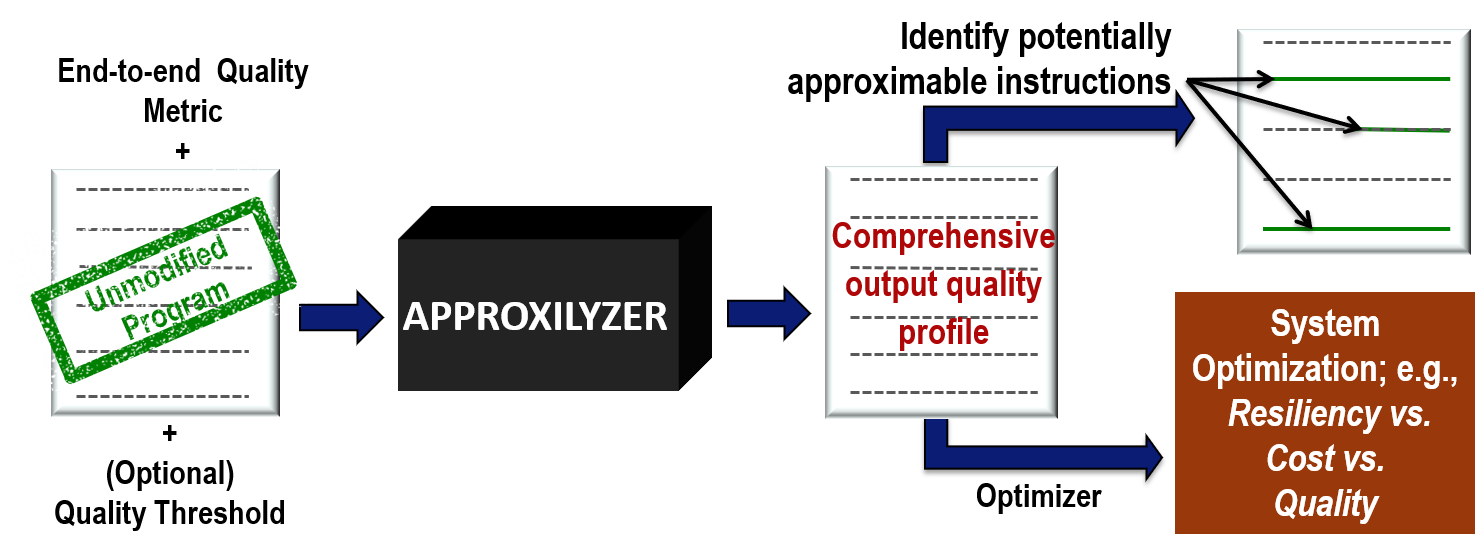 End-to-end Quality
Metric
+
Unmodified
Program
+
(Optional)
Quality Threshold
APPROXILYZER
Comprehensive
output quality
profile
Identify potentially
approximable instructions
Optimizer
System
Optimization; e.g.,
Resiliency vs.
Cost vs.
Quality